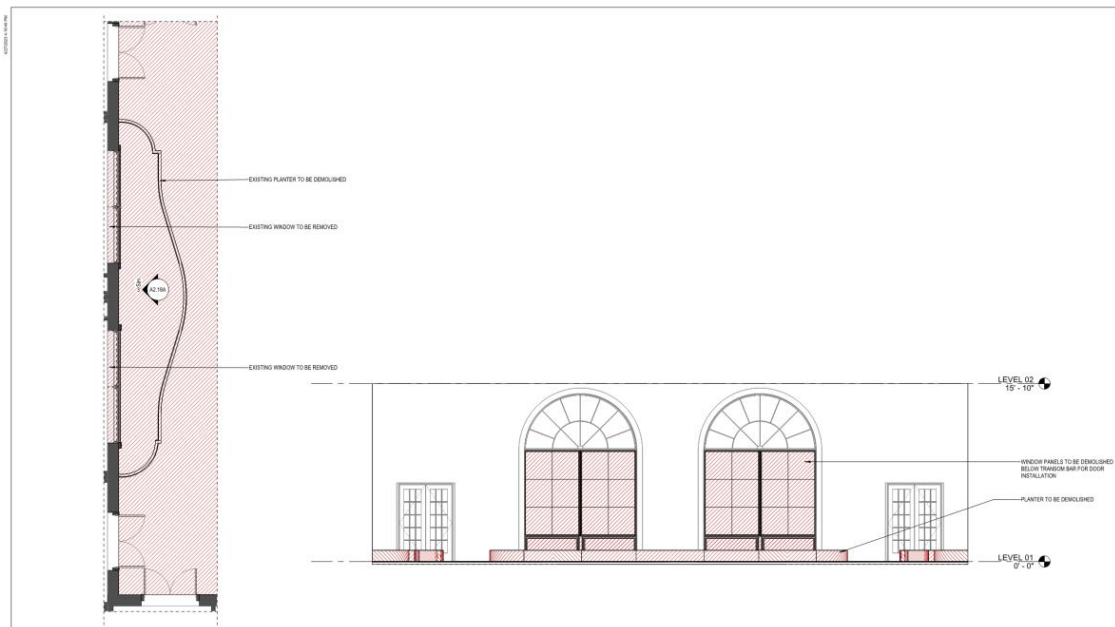 EXISTING PLANTER TO BE DEMOLISHED
EXISTING WINDOW TO BE REMOVED
A2.18A
EXISTING WINDOW TO BE REMOVED
LEVEL 02
15' - 10"
WINDOW PANELS TO BE DEMOLISHED
BELOW TRANSOM BAR FOR DOOR
INSTALLATION
PLANTER TO BE DEMOLISHED
LEVEL 01
0' - 0"